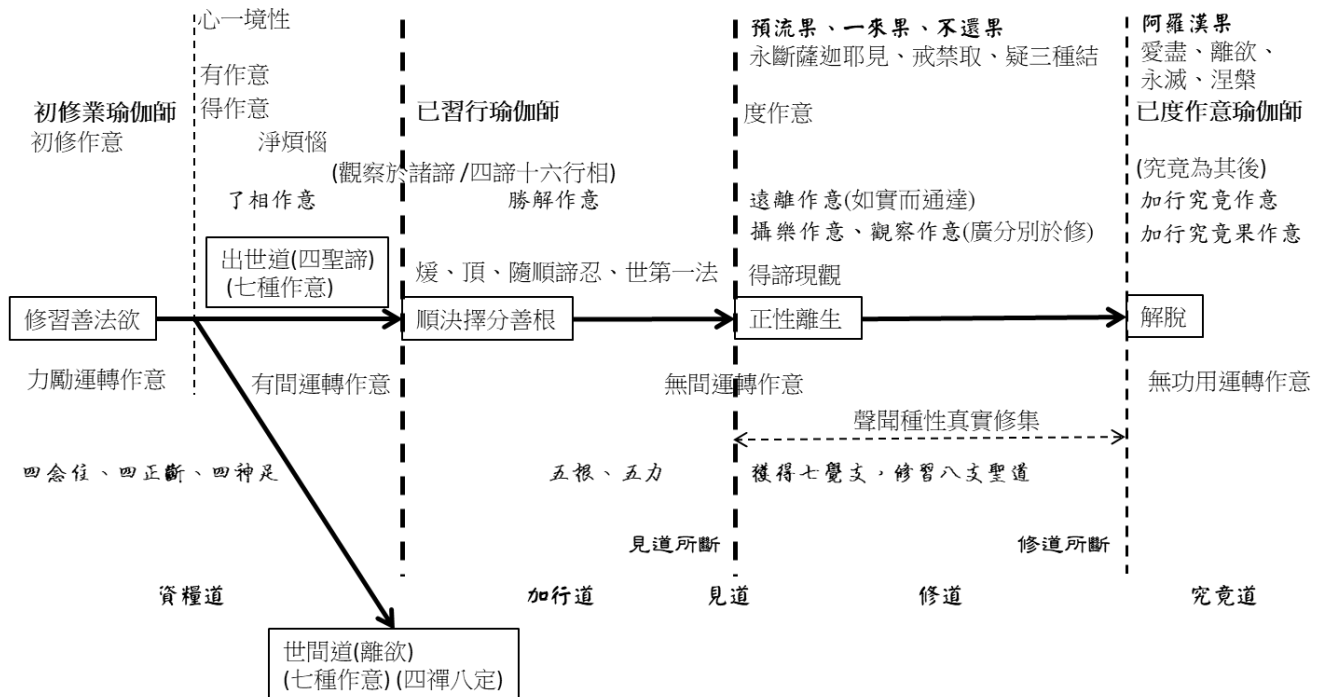 心一境性
預流果、一來果、不還果
阿羅漢果
永斷薩迦耶見、戒禁取、疑三種結
愛盡、離欲、
永滅、涅槃
有作意
初修業瑜伽師
得作意
已習行瑜伽師
度作意
已度作意瑜伽師
初修作意
淨煩惱
(觀察於諸諦 /四諦十六行相)
(究竟為其後)
了相作意
勝解作意
遠離作意(如實而通達)
加行究竟作意
攝樂作意、觀察作意(廣分別於修)
加行究竟果作意
出世道(四聖諦)
(七種作意)
煖、頂、隨順諦忍、世第一法
得諦現觀
修習善法欲
順決擇分善根
正性離生
解脫
力勵運轉作意
有間運轉作意
無間運轉作意
無功用運轉作意
聲聞種性真實修集
四念住、四正斷、四神足
五根、五力
獲得七覺支，修習八支聖道
見道所斷
修道所斷
資糧道
加行道
見道
修道
究竟道
世間道(離欲)
(七種作意) (四禪八定)